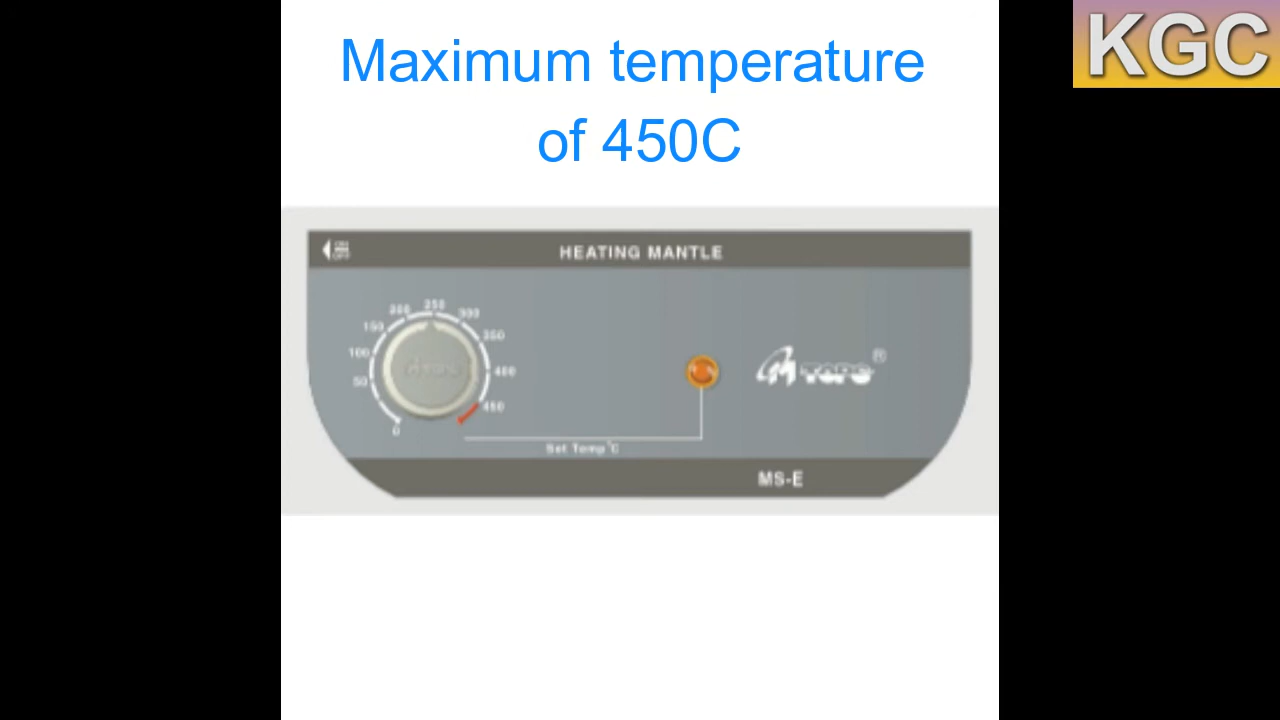 Maximum temperature
of 450C
KGC
HEATING MANTLE
250
200
300
150
350
100
400
50
450
0
Set Temp°C
M TOPS®
MS-E